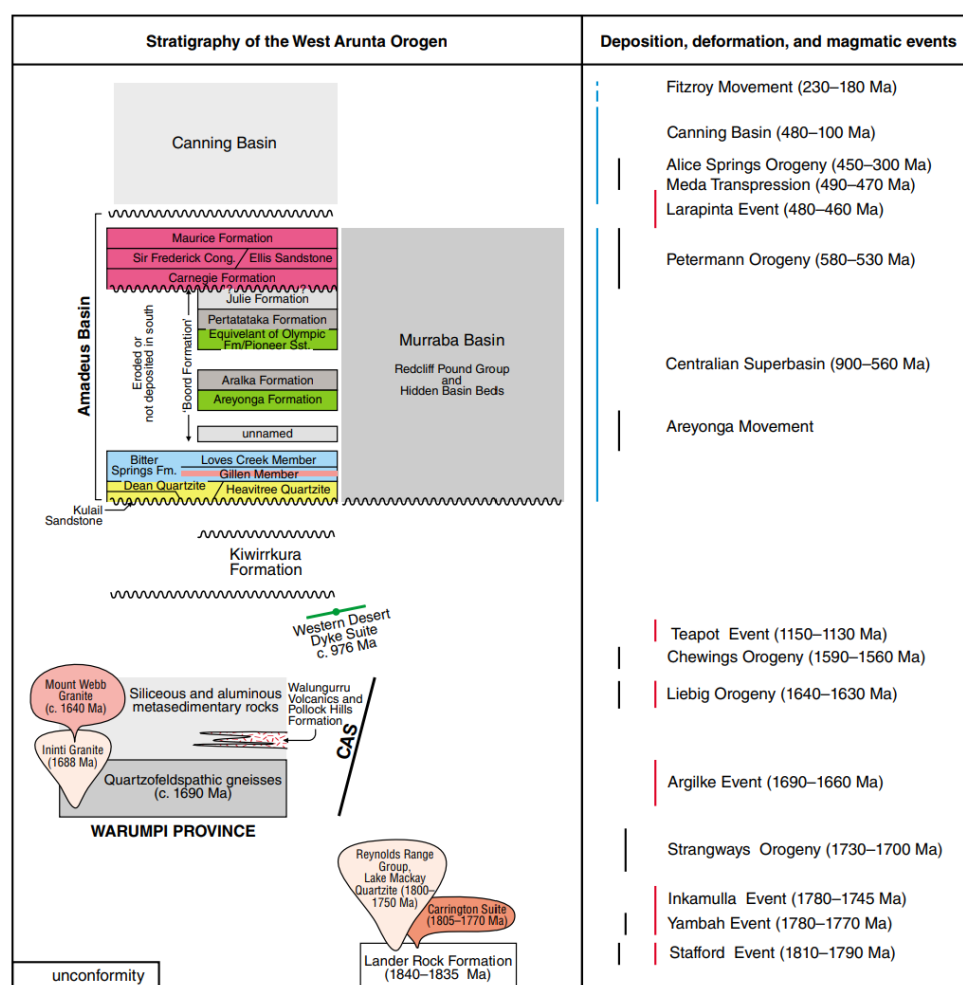 Stratigraphy of the West Arunta Orogen
Deposition, deformation, and magmatic events
Canning Basin
Amadeus Basin
Maurice Formation
Sir Frederick Cong.
Ellis Sandstone
Carnegie Formation
? ?
Eroded or
not deposited in south
'Boord Formation'
Julie Formation
Pertatataka Formation
Equivelant of Olympic
Fm/Pioneer Sst.
Aralka Formation
Areyonga Formation
unnamed
Bitter
Springs Fm.
Loves Creek Member
Gillen Member
Dean Quartzite
Heavitree Quartzite
Kulail
Sandstone
Murraba Basin
Redcliff Pound Group
and
Hidden Basin Beds
Kiwirrkura
Formation
Western Desert
Dyke Suite
c. 976 Ma
Mount Webb
Granite
(c. 1640 Ma)
Ininti Granite
(1688 Ma)
Siliceous and aluminous
metasedimentary rocks
Walungurru
Volcanics and
Pollock Hills
Formation
CAS
Quartzofeldspathic gneisses
(c. 1690 Ma)
WARUMPI PROVINCE
Reynolds Range
Group,
Lake Mackay
Quartzite (1800–
1750 Ma)
Carrington Suite
(1805–1770 Ma)
Lander Rock Formation
(1840–1835 Ma)
unconformity
Fitzroy Movement (230–180 Ma)
Canning Basin (480–100 Ma)
Alice Springs Orogeny (450–300 Ma)
Meda Transpression (490–470 Ma)
Larapinta Event (480–460 Ma)
Petermann Orogeny (580–530 Ma)
Centralian Superbasin (900–560 Ma)
Areyonga Movement
Teapot Event (1150–1130 Ma)
Chewings Orogeny (1590–1560 Ma)
Liebig Orogeny (1640–1630 Ma)
Argilke Event (1690–1660 Ma)
Strangways Orogeny (1730–1700 Ma)
Inkamulla Event (1780–1745 Ma)
Yambah Event (1780–1770 Ma)
Stafford Event (1810–1790 Ma)